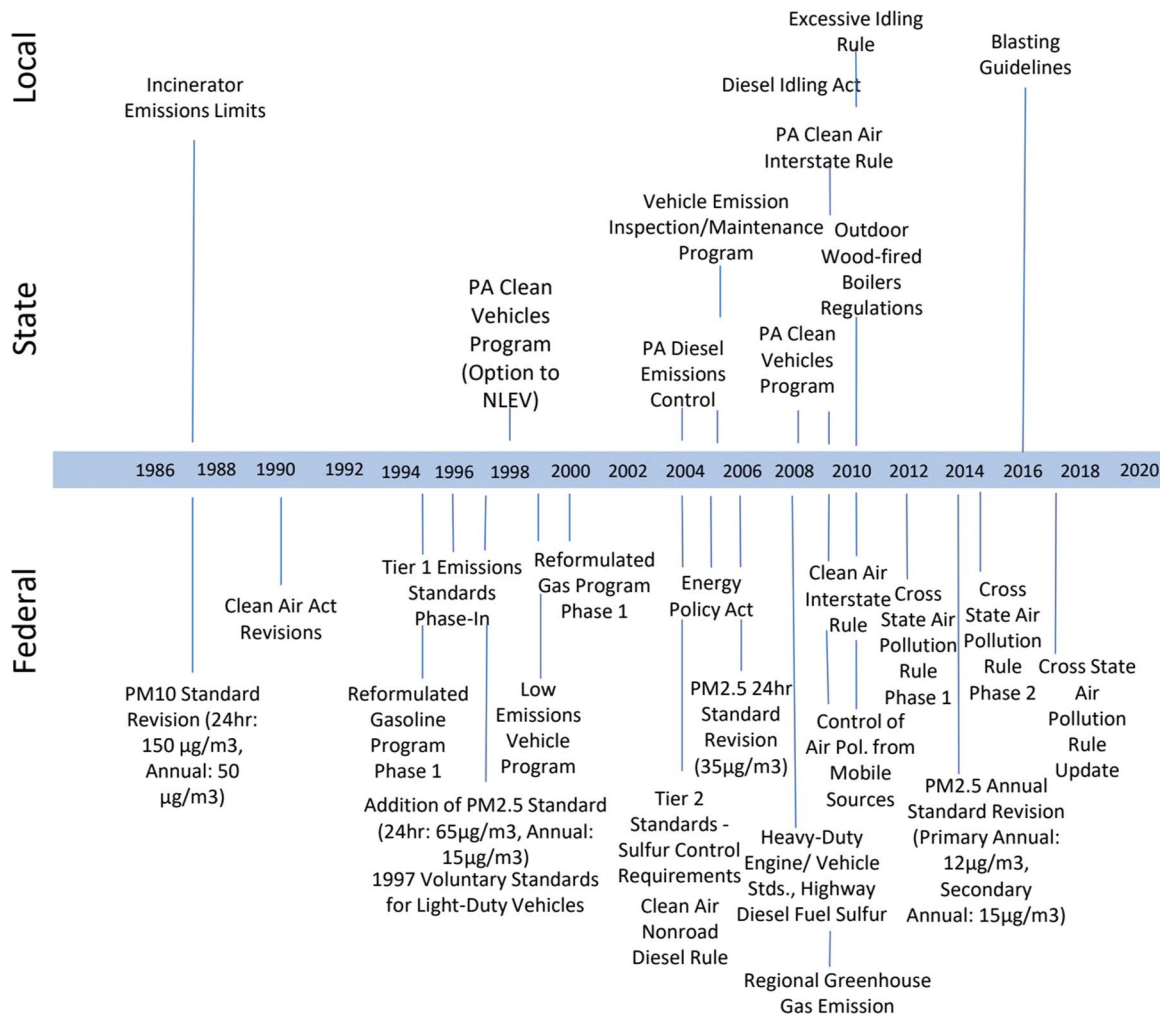 Local
State
Federal
Excessive Idling
Rule
Blasting
Guidelines
Incinerator
Emissions Limits
Diesel Idling Act
PA Clean Air
Interstate Rule
Vehicle Emission
Inspection/Maintenance
Program
Outdoor
Wood-fired
Boilers
Regulations
PA Clean
Vehicles
Program
(Option to
NLEV)
PA Diesel
Emissions
Control
PA Clean
Vehicles
Program
1986 1988 1990 1992 1994 1996 1998 2000 2002 2004 2006 2008 2010 2012 2014 2016 2018 2020
Clean Air Act
Revisions
Tier 1 Emissions
Standards
Phase-In
Reformulated
Gas Program
Phase 1
Energy
Policy Act
Clean Air
Interstate
Rule
Cross
State Air
Pollution
Rule
Phase 1
Cross
State Air
Pollution
Rule
Phase 2
Cross State
Air
Pollution
Rule
Update
PM10 Standard
Revision (24hr:
150 µg/m3,
Annual: 50
µg/m3)
Reformulated
Gasoline
Program
Phase 1
Low
Emissions
Vehicle
Program
PM2.5 24hr
Standard
Revision
(35µg/m3)
Control of
Air Pol. from
Mobile
Sources
Addition of PM2.5 Standard
(24hr: 65µg/m3, Annual:
15µg/m3)
1997 Voluntary Standards
for Light-Duty Vehicles
Tier 2
Standards -
Sulfur Control
Requirements
Clean Air
Nonroad
Diesel Rule
Heavy-Duty
Engine/ Vehicle
Stds., Highway
Diesel Fuel Sulfur
PM2.5 Annual
Standard Revision
(Primary Annual:
12µg/m3,
Secondary
Annual: 15µg/m3)
Regional Greenhouse
Gas Emission